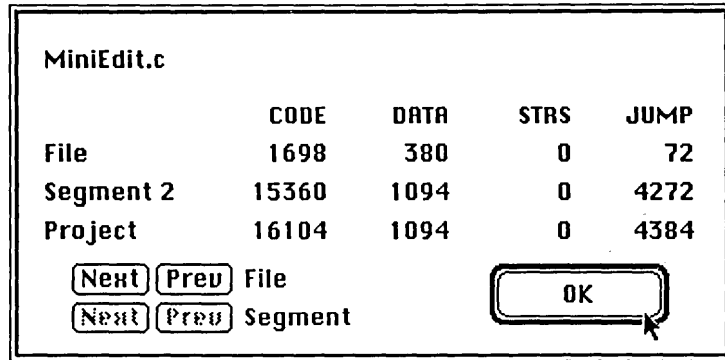 MiniEdit.c
CODE DATA STRS JUMP
File 1698 380 0 72
Segment 2 15360 1094 0 4272
Project 16104 1094 0 4384
Next Prev File
OK
Next Prev Segment